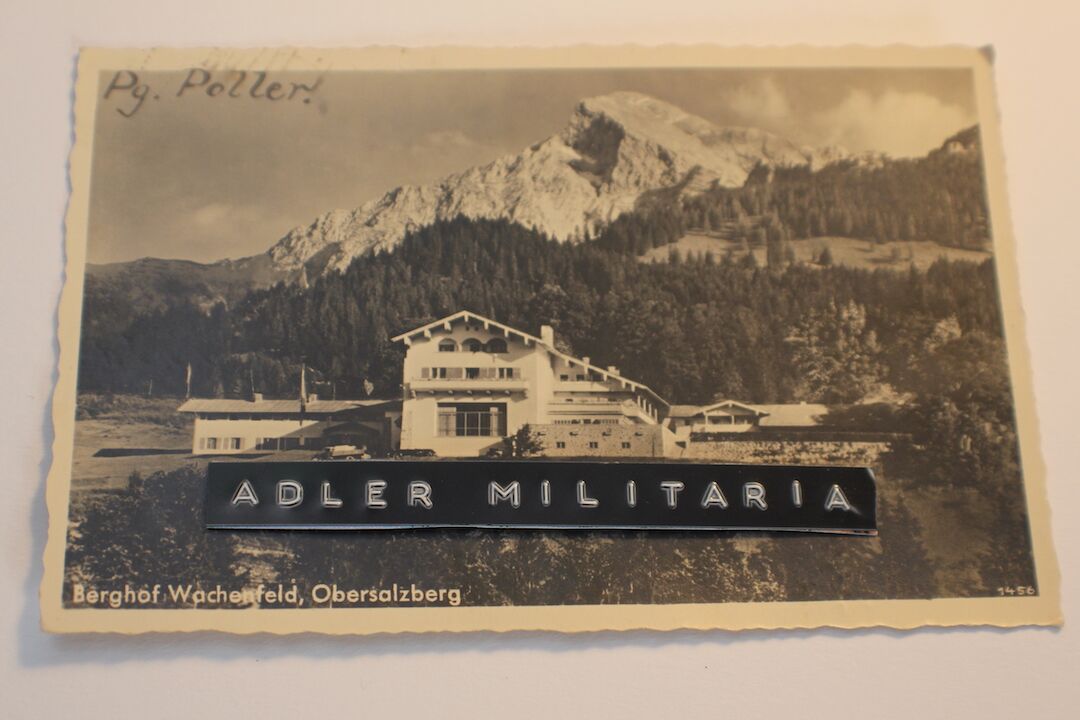 Pg. Poller!
ADLER MILITARIA
Berghof Wachenfeld, Obersalzberg
1456